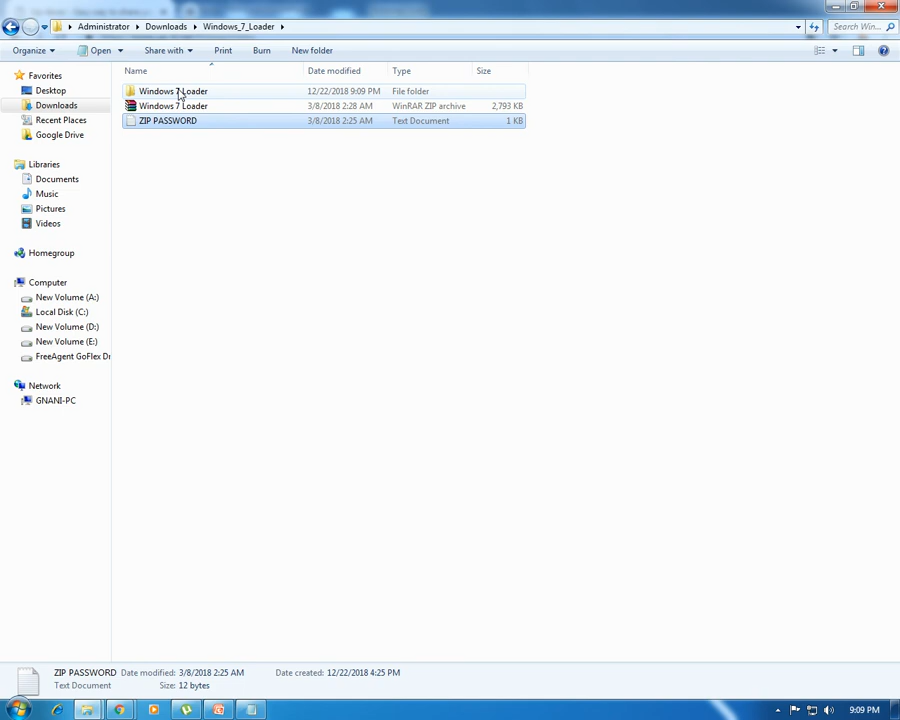 Administrator ▸ Downloads ▸ Windows_7_Loader ▸
Search Win...
Organize
Open
Share with
Print
Burn
New folder
Name
Date modified
Type
Size
Windows 7 Loader 12/22/2018 9:09 PM File folder
Windows 7 Loader 3/8/2018 2:28 AM WinRAR ZIP archive 2,793 KB
ZIP PASSWORD 3/8/2018 2:25 AM Text Document 1 KB
Favorites
Desktop
Downloads
Recent Places
Google Drive
Libraries
Documents
Music
Pictures
Videos
Homegroup
Computer
New Volume (A:)
Local Disk (C:)
New Volume (D:)
New Volume (E:)
FreeAgent GoFlex Dr
Network
GNANI-PC
ZIP PASSWORD Date modified: 3/8/2018 2:25 AM Date created: 12/22/2018 4:25 PM
Text Document Size: 12 bytes
9:09 PM